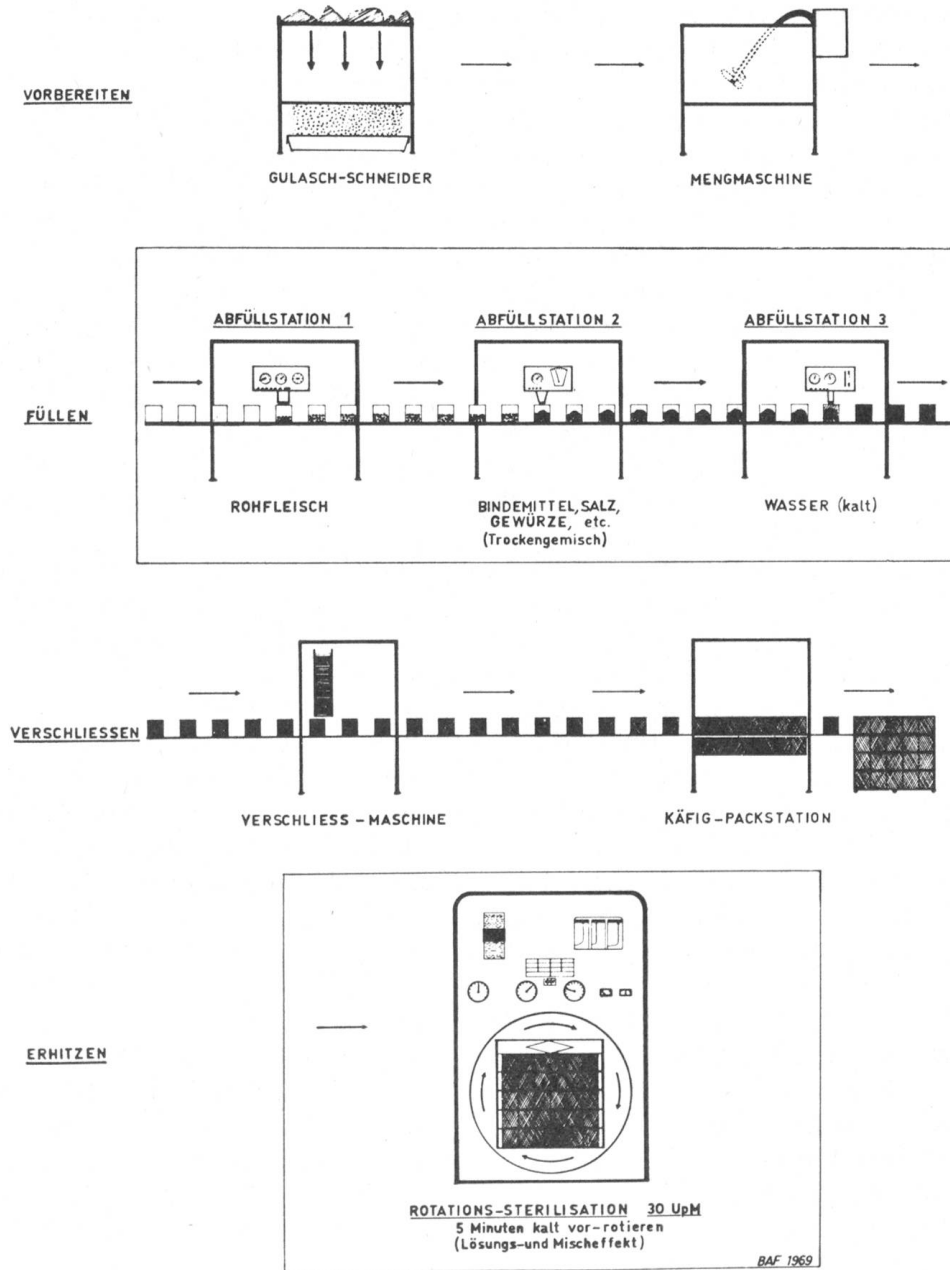 VORBEREITEN
GULASCH-SCHNEIDER
MENGMASCHINE
ABFÜLLSTATION 1
ABFÜLLSTATION 2
ABFÜLLSTATION 3
FÜLLEN
ROHFLEISCH
BINDEMITTEL, SALZ,
GEWÜRZE, etc.
(Trockengemisch)
WASSER (kalt)
VERSCHLIESSEN
VERSCHLIESS - MASCHINE
KÄFIG-PACKSTATION
ERHITZEN
ROTATIONS-STERILISATION 30 UpM
5 Minuten kalt vor-rotieren
(Lösungs-und Mischeffekt)
BAF 1969